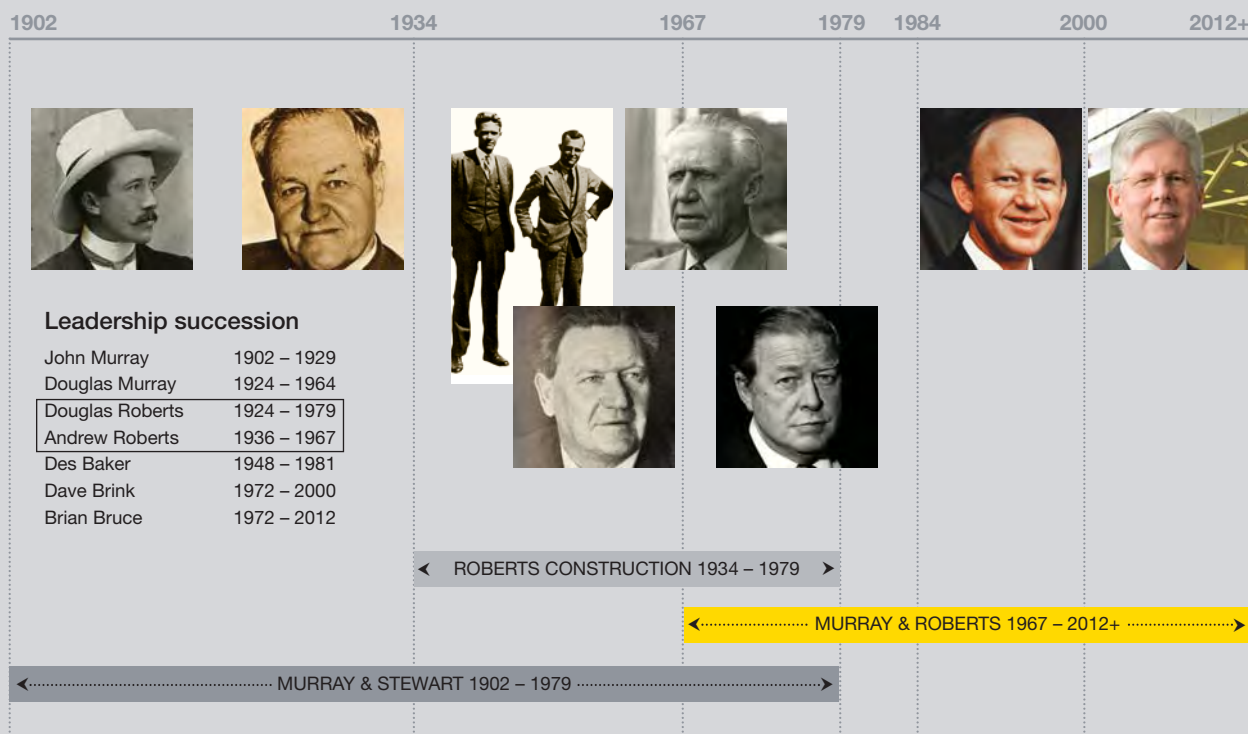 1902 1934 1967 1979 1984 2000 2012+
Leadership succession
John Murray 1902 – 1929
Douglas Murray 1924 – 1964
Douglas Roberts 1924 – 1979
Andrew Roberts 1936 – 1967
Des Baker 1948 – 1981
Dave Brink 1972 – 2000
Brian Bruce 1972 – 2012
ROBERTS CONSTRUCTION 1934 – 1979
MURRAY & ROBERTS 1967 – 2012+
MURRAY & STEWART 1902 – 1979